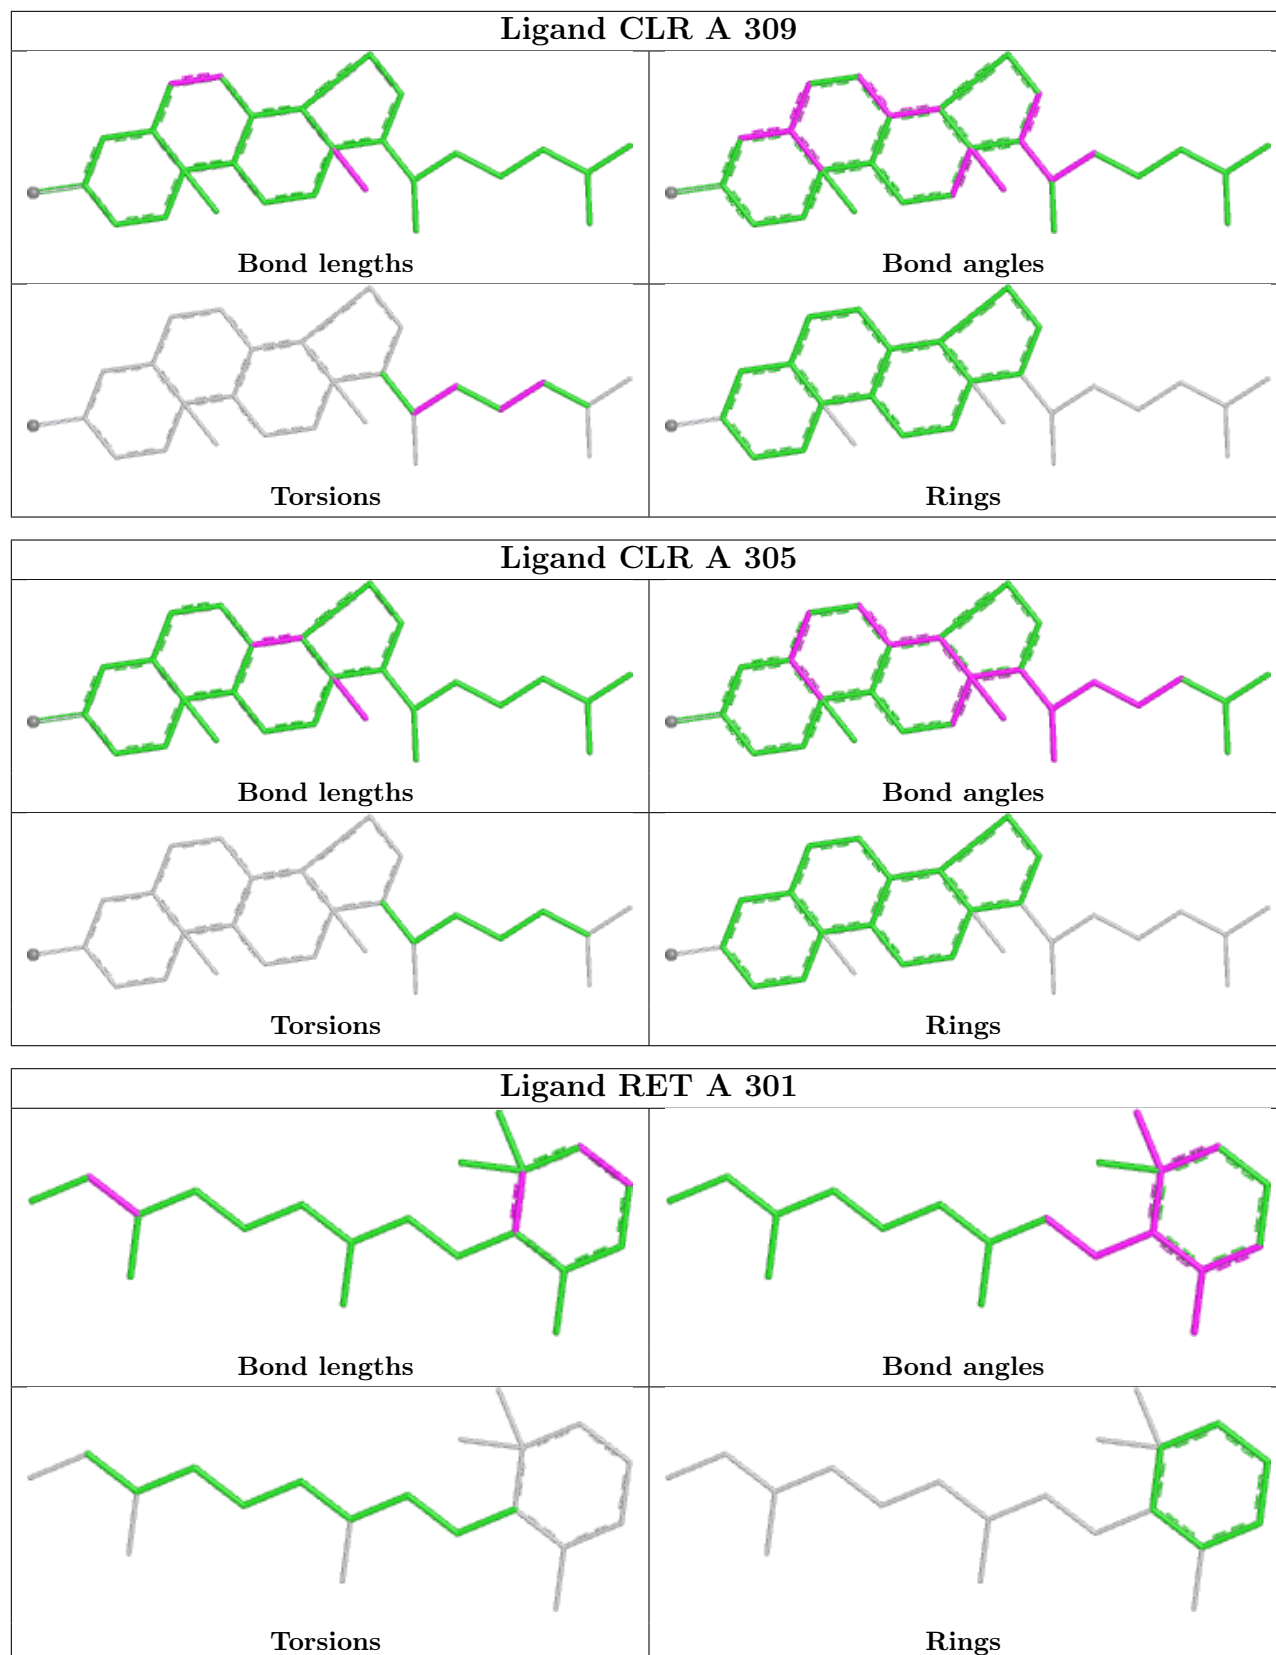 Ligand CLR A 309
Bond lengths
Bond angles
Torsions
Rings
Ligand CLR A 305
Bond lengths
Bond angles
Torsions
Rings
Ligand RET A 301
Bond lengths
Bond angles
Torsions
Rings